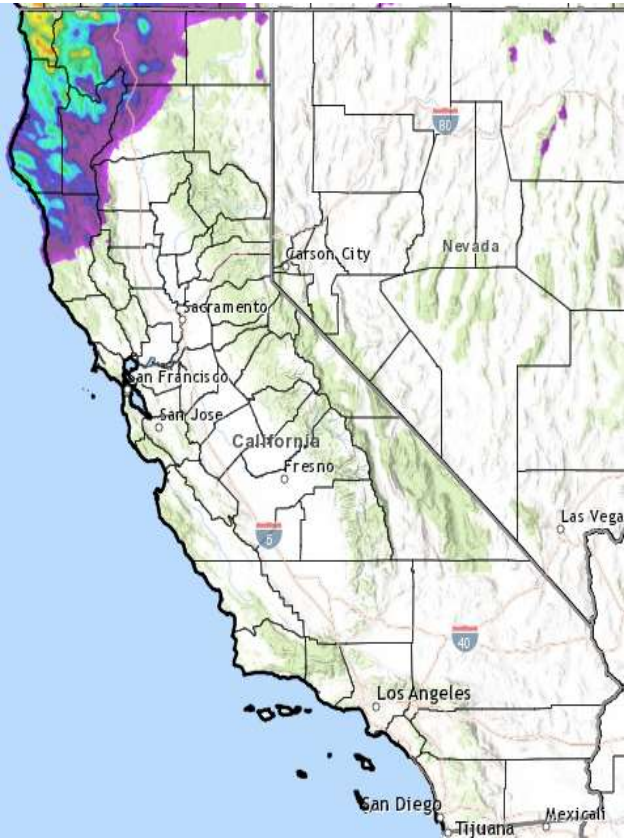 80
Carson City
Nevada
Sacramento
San Francisco
San Jose
California
Fresno
Las Vega
5
40
Los Angeles
San Diego
Tijuana
Mexicali